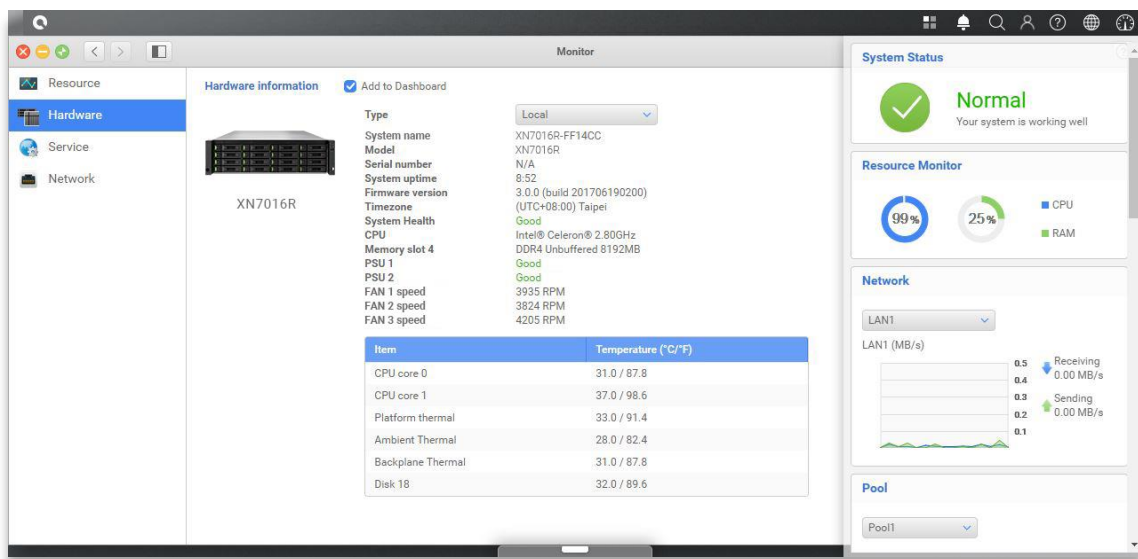 Monitor
Resource
Hardware
Service
Network
Hardware information
Add to Dashboard
XN7016R
Type Local
System name XN7016R-FF14CC
Model XN7016R
Serial number N/A
System uptime 8:52
Firmware version 3.0.0 (build 201706190200)
Timezone (UTC+08:00) Taipei
System Health Good
CPU Intel® Celeron® 2.80GHz
Memory slot 4 DDR4 Unbuffered 8192MB
PSU 1 Good
PSU 2 Good
FAN 1 speed 3935 RPM
FAN 2 speed 3824 RPM
FAN 3 speed 4205 RPM
Item Temperature (°C/°F)
CPU core 0 31.0 / 87.8
CPU core 1 37.0 / 98.6
Platform thermal 33.0 / 91.4
Ambient Thermal 28.0 / 82.4
Backplane Thermal 31.0 / 87.8
Disk 18 32.0 / 89.6
System Status
Normal
Your system is working well
Resource Monitor
99% 25%
CPU
RAM
Network
LAN1
LAN1 (MB/s)
0.5
0.4
0.3
0.2
0.1
Receiving
0.00 MB/s
Sending
0.00 MB/s
Pool
Pool1